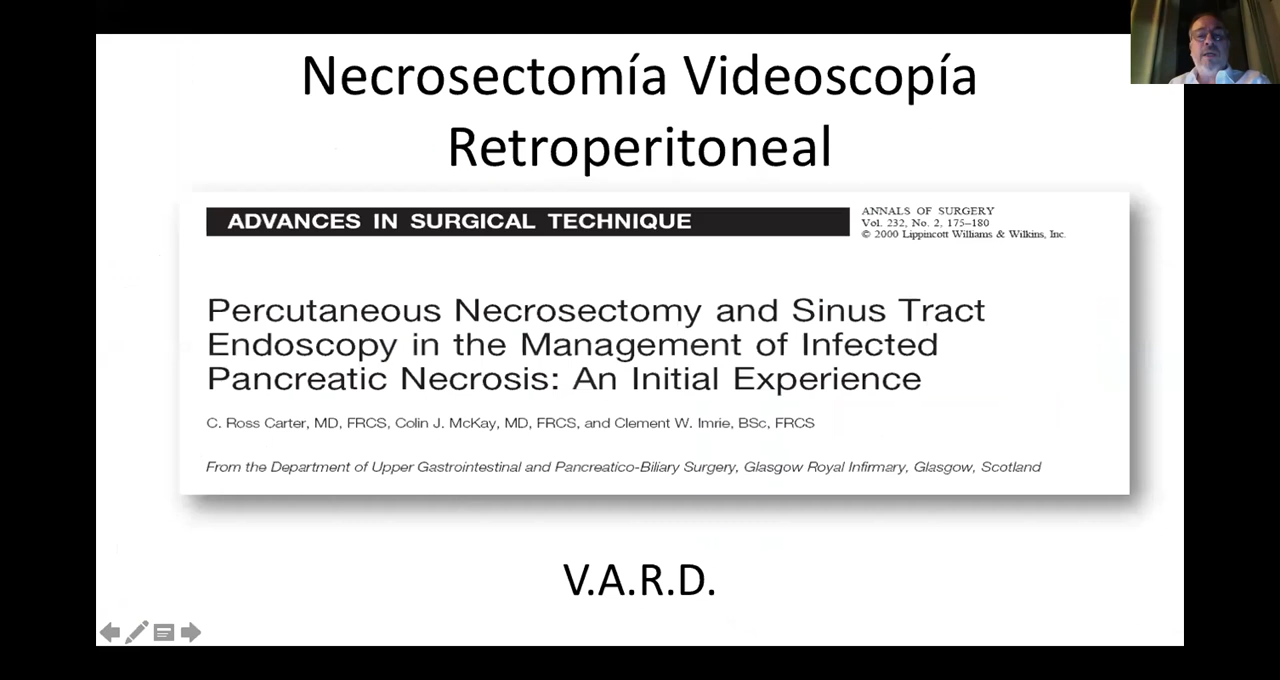 Necrosectomía Videoscopía
Retroperitoneal
ADVANCES IN SURGICAL TECHNIQUE
ANNALS OF SURGERY
Vol. 232, No. 2, 175–180
© 2000 Lippincott Williams & Wilkins, Inc.
Percutaneous Necrosectomy and Sinus Tract
Endoscopy in the Management of Infected
Pancreatic Necrosis: An Initial Experience
C. Ross Carter, MD, FRCS, Colin J. McKay, MD, FRCS, and Clement W. Imrie, BSc, FRCS
From the Department of Upper Gastrointestinal and Pancreatico-Biliary Surgery, Glasgow Royal Infirmary, Glasgow, Scotland
V.A.R.D.